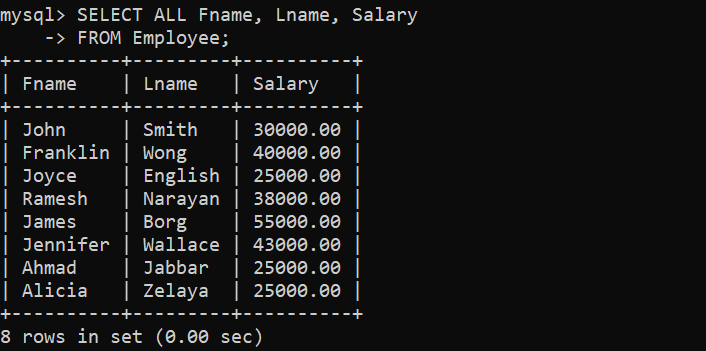 mysql> SELECT ALL Fname, Lname, Salary
    -> FROM Employee;
+----------+---------+----------+
| Fname    | Lname   | Salary   |
+----------+---------+----------+
| John     | Smith   | 30000.00 |
| Franklin | Wong    | 40000.00 |
| Joyce    | English | 25000.00 |
| Ramesh   | Narayan | 38000.00 |
| James    | Borg    | 55000.00 |
| Jennifer | Wallace | 43000.00 |
| Ahmad    | Jabbar  | 25000.00 |
| Alicia   | Zelaya  | 25000.00 |
+----------+---------+----------+
8 rows in set (0.00 sec)